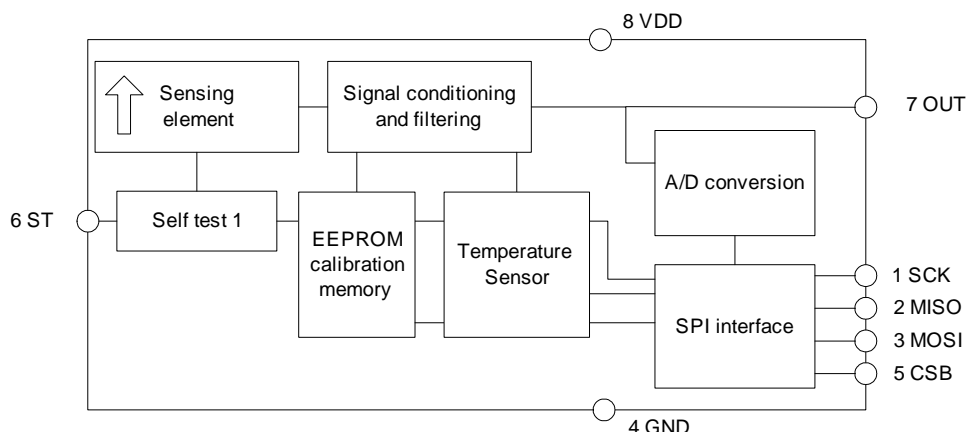 8 VDD
Sensing
element
Signal conditioning
and filtering
7 OUT
A/D conversion
6 ST
Self test 1
EEPROM
calibration
memory
Temperature
Sensor
SPI interface
1 SCK
2 MISO
3 MOSI
5 CSB
4 GND